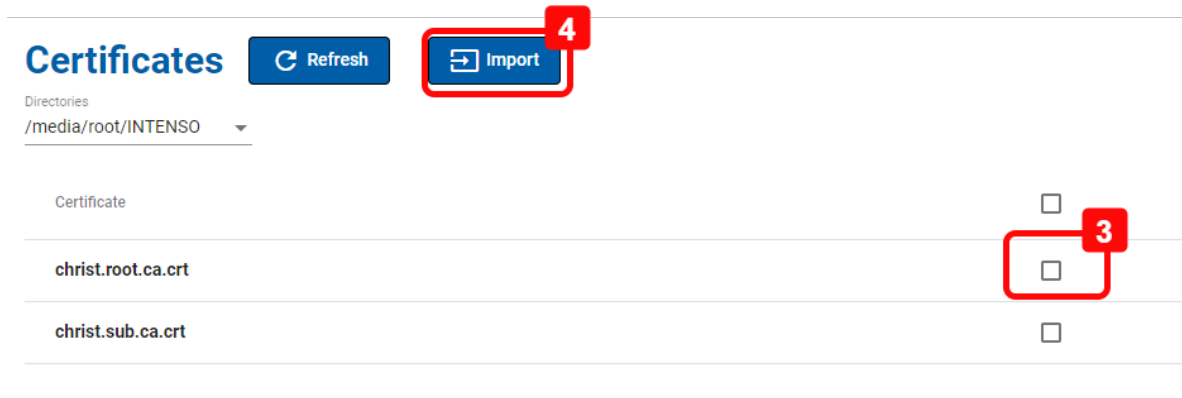 4
Certificates Refresh Import
Directories
/media/root/INTENSO
Certificate
3
christ.root.ca.crt
christ.sub.ca.crt